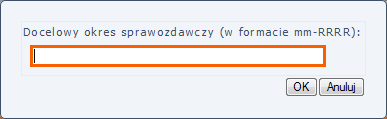 Docelowy okres sprawozdawczy (w formacie mm-RRRR):
OK Anuluj